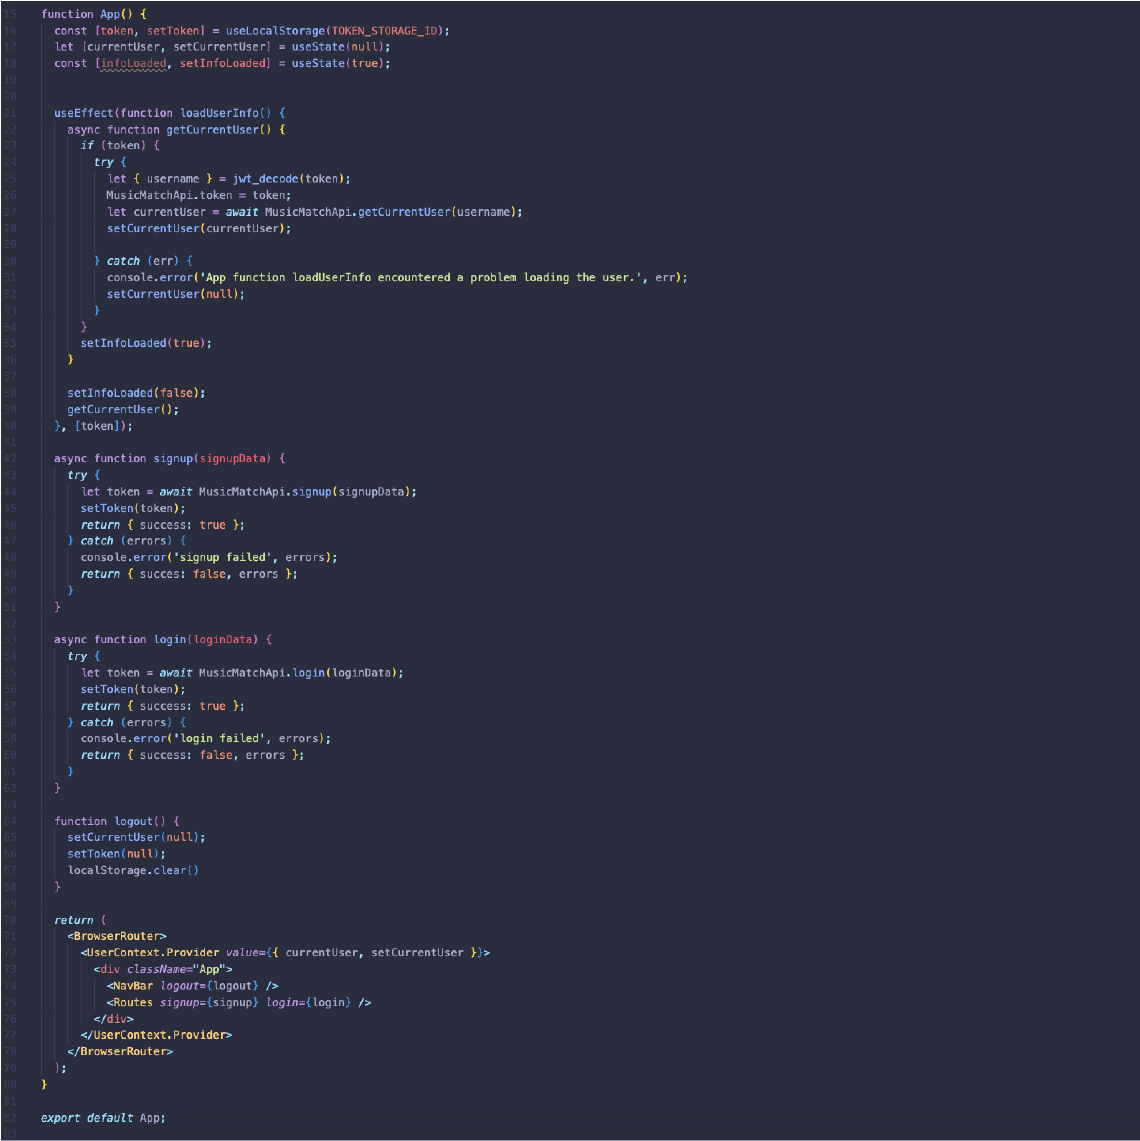 15 function App() {
16 const [token, setToken] = useLocalStorage(TOKEN_STORAGE_ID);
17 let [currentUser, setCurrentUser] = useState(null);
18 const [infoLoaded, setInfoLoaded] = useState(true);
19
20
21 useEffect(function loadUserInfo() {
22 async function getCurrentUser() {
23 if (token) {
24 try {
25 let { username } = jwt_decode(token);
26 MusicMatchApi.token = token;
27 let currentUser = await MusicMatchApi.getCurrentUser(username);
28 setCurrentUser(currentUser);
29
30 } catch (err) {
31 console.error('App function loadUserInfo encountered a problem loading the user.', err);
32 setCurrentUser(null);
33 }
34 }
35 setInfoLoaded(true);
36 }
37
38 setInfoLoaded(false);
39 getCurrentUser();
40 }, [token]);
41
42 async function signup(signupData) {
43 try {
44 let token = await MusicMatchApi.signup(signupData);
45 setToken(token);
46 return { success: true };
47 } catch (errors) {
48 console.error('signup failed', errors);
49 return { succes: false, errors };
50 }
51 }
52
53 async function login(loginData) {
54 try {
55 let token = await MusicMatchApi.login(loginData);
56 setToken(token);
57 return { success: true };
58 } catch (errors) {
59 console.error('login failed', errors);
60 return { success: false, errors };
61 }
62 }
63
64 function logout() {
65 setCurrentUser(null);
66 setToken(null);
67 localStorage.clear()
68 }
69
70 return (
71 <BrowserRouter>
72 <UserContext.Provider value={{ currentUser, setCurrentUser }}>
73 <div className="App">
74 <NavBar logout={logout} />
75 <Routes signup={signup} login={login} />
76 </div>
77 </UserContext.Provider>
78 </BrowserRouter>
79 );
80 }
81
82 export default App;
83